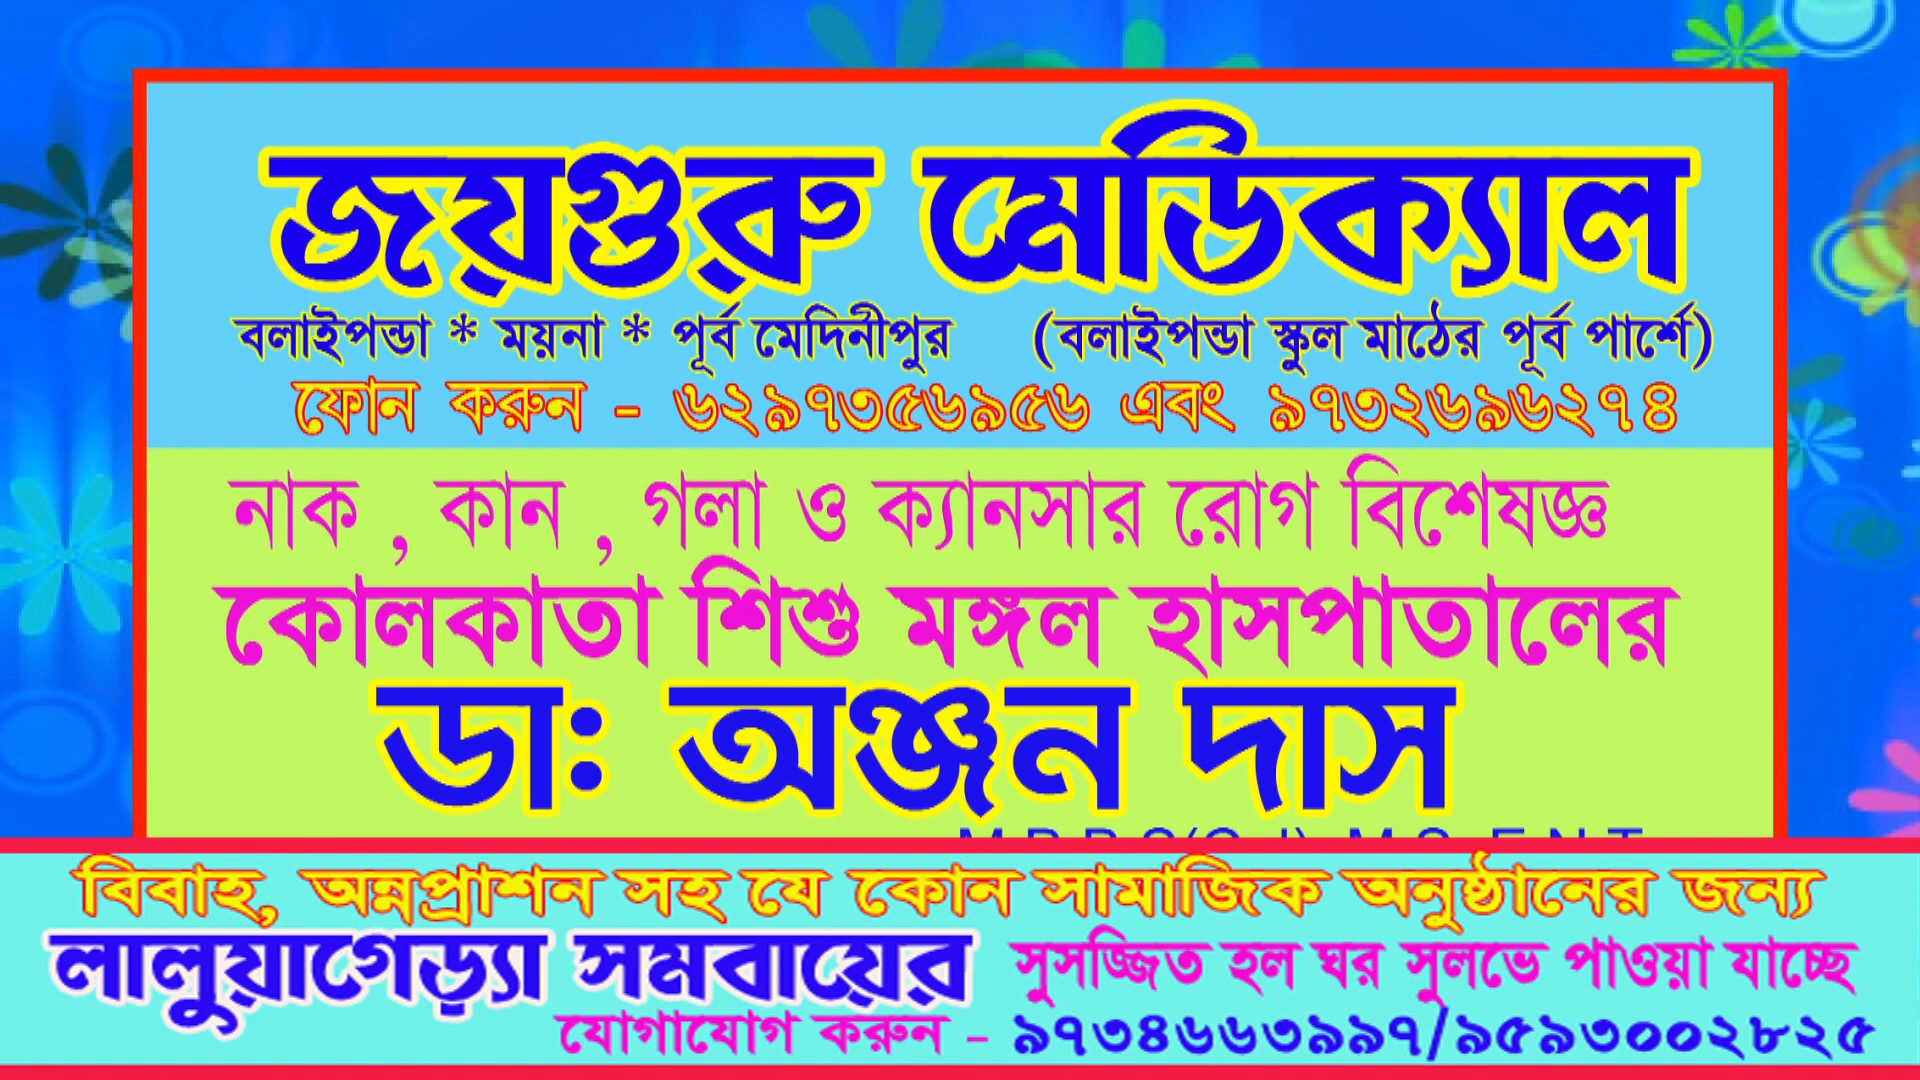 জয়গুরু মেডিক্যাল
বলাইপন্ডা * ময়না * পূর্ব মেদিনীপুর (বলাইপন্ডা স্কুল মাঠের পূর্ব পার্শে)
ফোন করুন - ৬২৯৭৩৫৬৯৫৬ এবং ৯৭৩২৬৯৬২৭৪
নাক , কান , গলা ও ক্যানসার রোগ বিশেষজ্ঞ
কোলকাতা শিশু মঙ্গল হাসপাতালের
ডাঃ অঞ্জন দাস
বিবাহ, অন্নপ্রাশন সহ যে কোন সামাজিক অনুষ্ঠানের জন্য
লালুয়াগেড়্যা সমবায়ের সুসজ্জিত হল ঘর সুলভে পাওয়া যাচ্ছে
যোগাযোগ করুন - ৯৭৩৪৬৬৩৯৯৭/৯৫৯৩০০২৮২৫